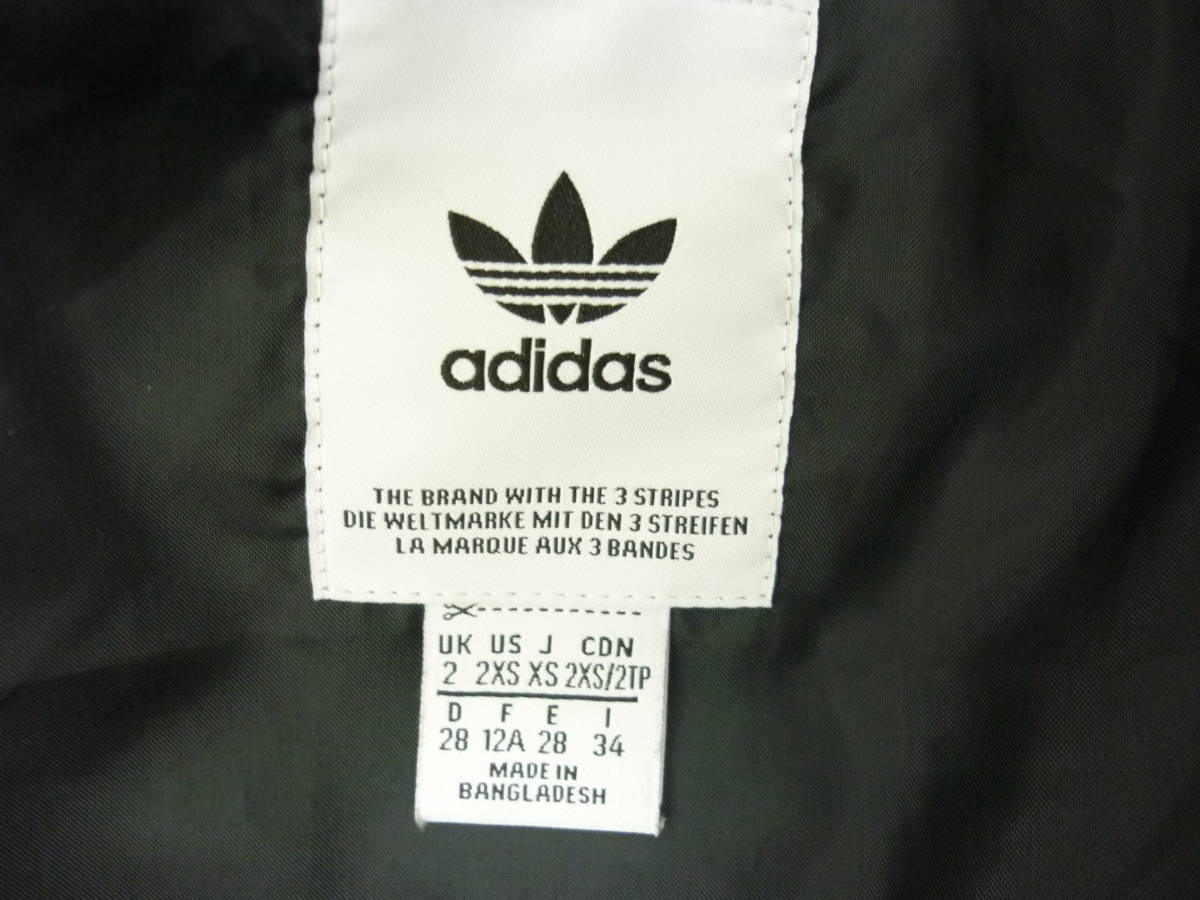 adidas
THE BRAND WITH THE 3 STRIPES
DIE WELTMARKE MIT DEN 3 STREIFEN
LA MARQUE AUX 3 BANDES
UK US J CDN
2 2XS XS 2XS/2TP
D F E I
28 12A 28 34
MADE IN
BANGLADESH